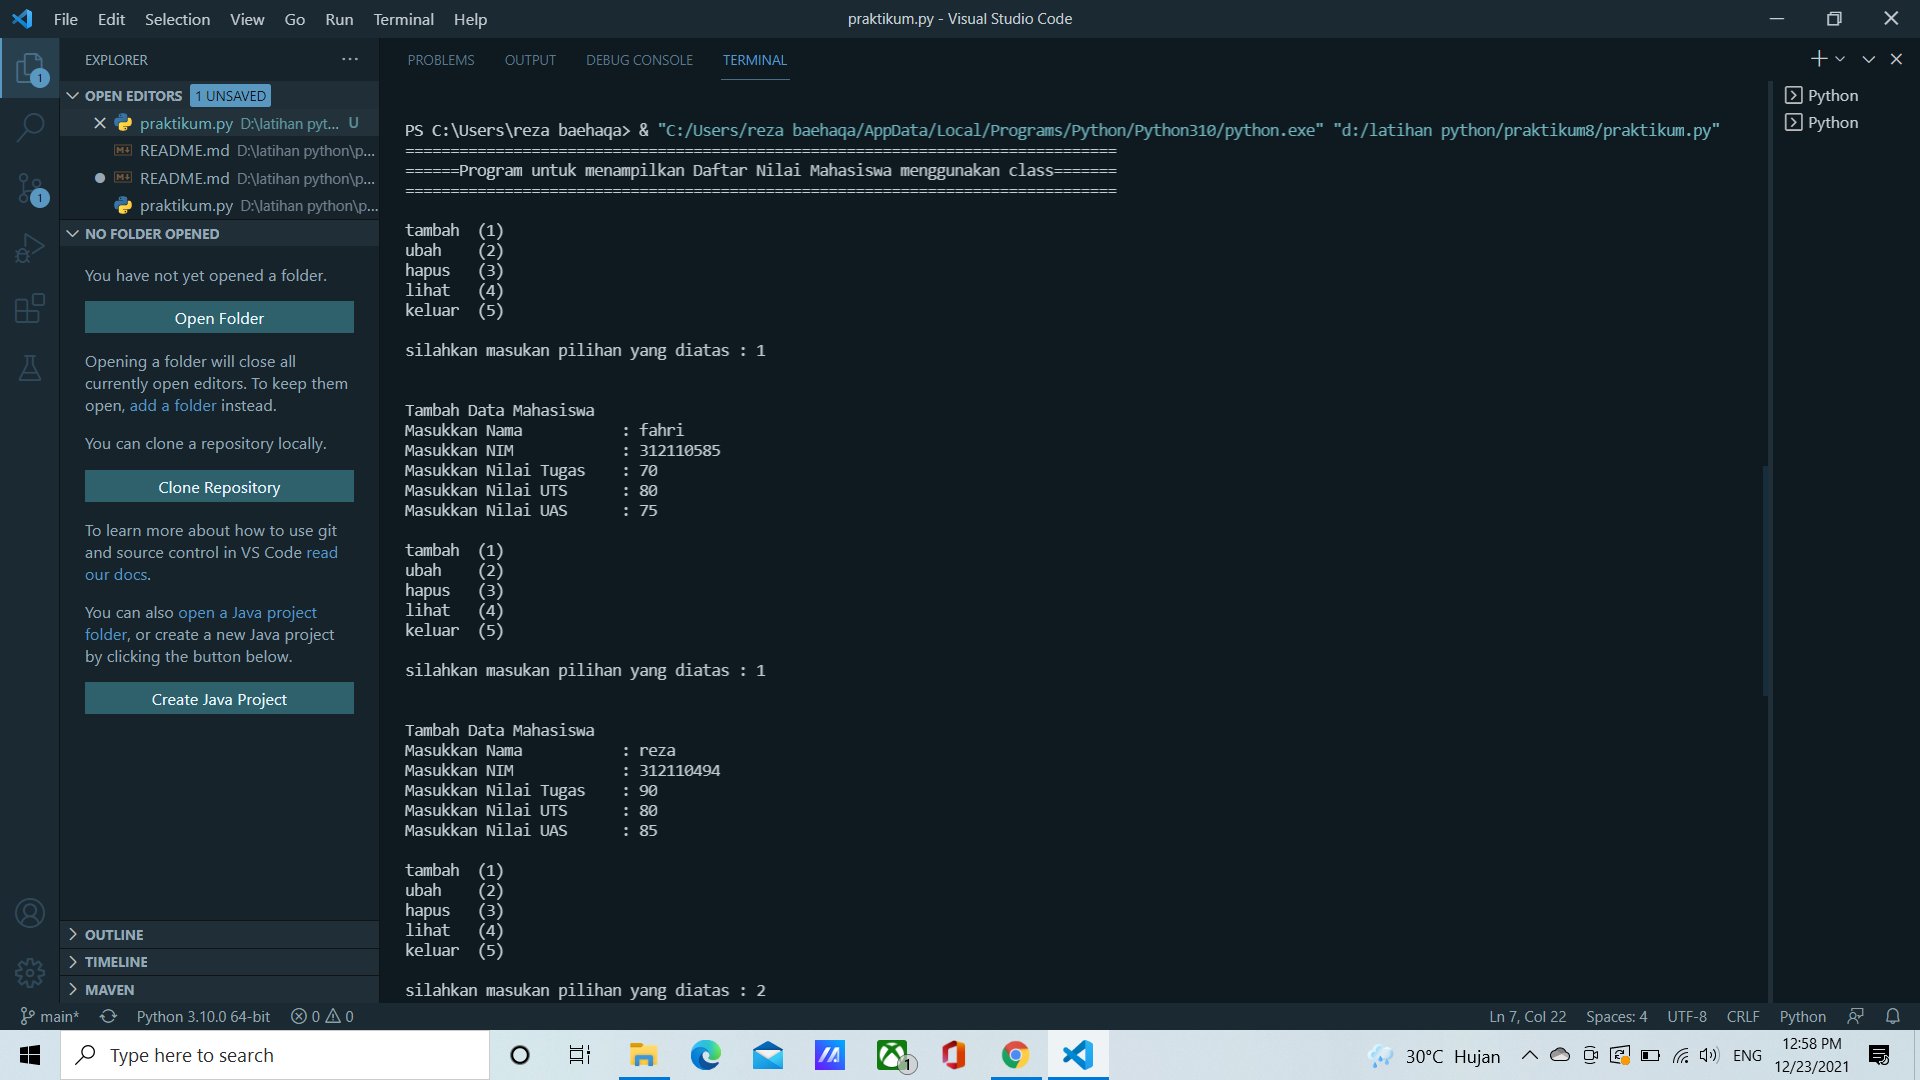 File Edit Selection View Go Run Terminal Help
praktikum.py - Visual Studio Code
EXPLORER
OPEN EDITORS 1 UNSAVED
praktikum.py D:\latihan pyt... U
README.md D:\latihan python\p...
README.md D:\latihan python\p...
praktikum.py D:\latihan python\p...
NO FOLDER OPENED
You have not yet opened a folder.
Open Folder
Opening a folder will close all
currently open editors. To keep them
open, add a folder instead.
You can clone a repository locally.
Clone Repository
To learn more about how to use git
and source control in VS Code read
our docs.
You can also open a Java project
folder, or create a new Java project
by clicking the button below.
Create Java Project
OUTLINE
TIMELINE
MAVEN
1
1
PROBLEMS OUTPUT DEBUG CONSOLE TERMINAL
PS C:\Users\reza baehaqa> & "C:/Users/reza baehaqa/AppData/Local/Programs/Python/Python310/python.exe" "d:/latihan python/praktikum8/praktikum.py"
===============================================================================
======Program untuk menampilkan Daftar Nilai Mahasiswa menggunakan class=======
===============================================================================
tambah (1)
ubah (2)
hapus (3)
lihat (4)
keluar (5)
silahkan masukan pilihan yang diatas : 1
Tambah Data Mahasiswa
Masukkan Nama : fahri
Masukkan NIM : 312110585
Masukkan Nilai Tugas : 70
Masukkan Nilai UTS : 80
Masukkan Nilai UAS : 75
tambah (1)
ubah (2)
hapus (3)
lihat (4)
keluar (5)
silahkan masukan pilihan yang diatas : 1
Tambah Data Mahasiswa
Masukkan Nama : reza
Masukkan NIM : 312110494
Masukkan Nilai Tugas : 90
Masukkan Nilai UTS : 80
Masukkan Nilai UAS : 85
tambah (1)
ubah (2)
hapus (3)
lihat (4)
keluar (5)
silahkan masukan pilihan yang diatas : 2
Python
Python
main* Python 3.10.0 64-bit 0 0
Ln 7, Col 22 Spaces: 4 UTF-8 CRLF Python
Type here to search
1
30°C Hujan
ENG
12:58 PM
12/23/2021